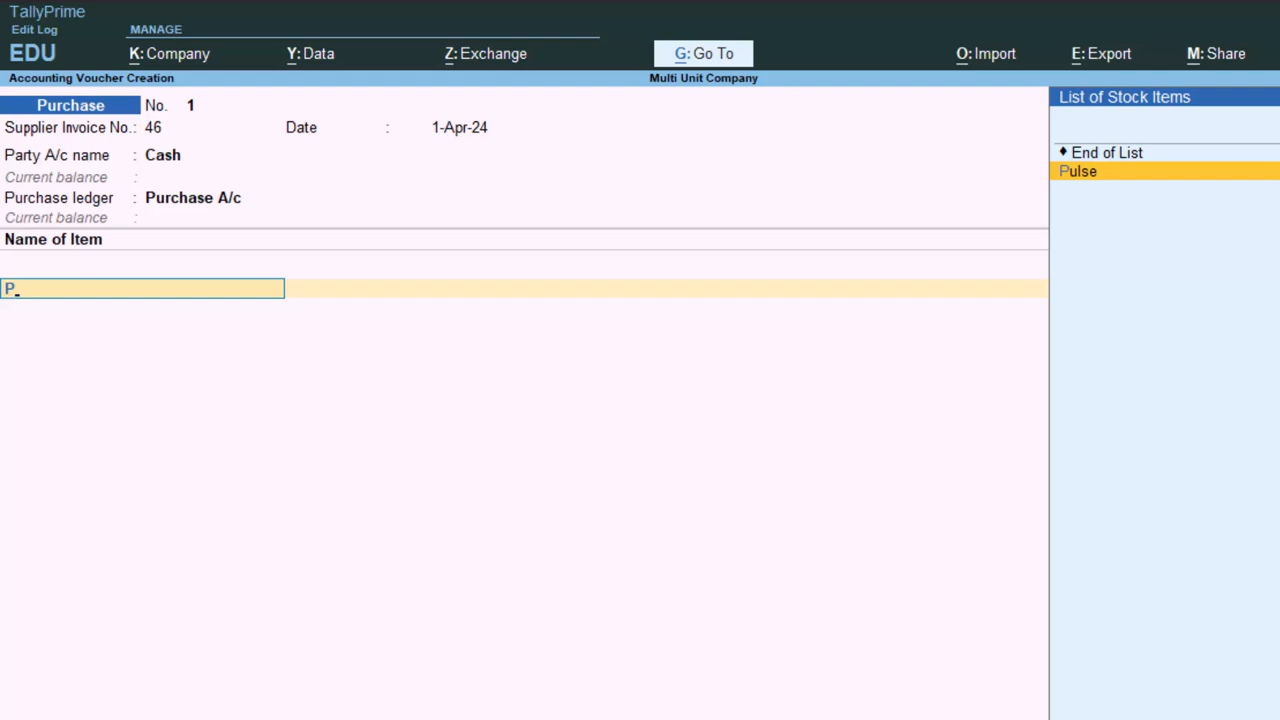 TallyPrime
Edit Log
MANAGE
EDU
K: Company
Y: Data
Z: Exchange
G: Go To
O: Import
E: Export
M: Share
Accounting Voucher Creation
Multi Unit Company
Purchase No. 1
Supplier Invoice No.: 46 Date : 1-Apr-24
Party A/c name : Cash
Current balance :
Purchase ledger : Purchase A/c
Current balance :
Name of Item
P
List of Stock Items
♦ End of List
Pulse